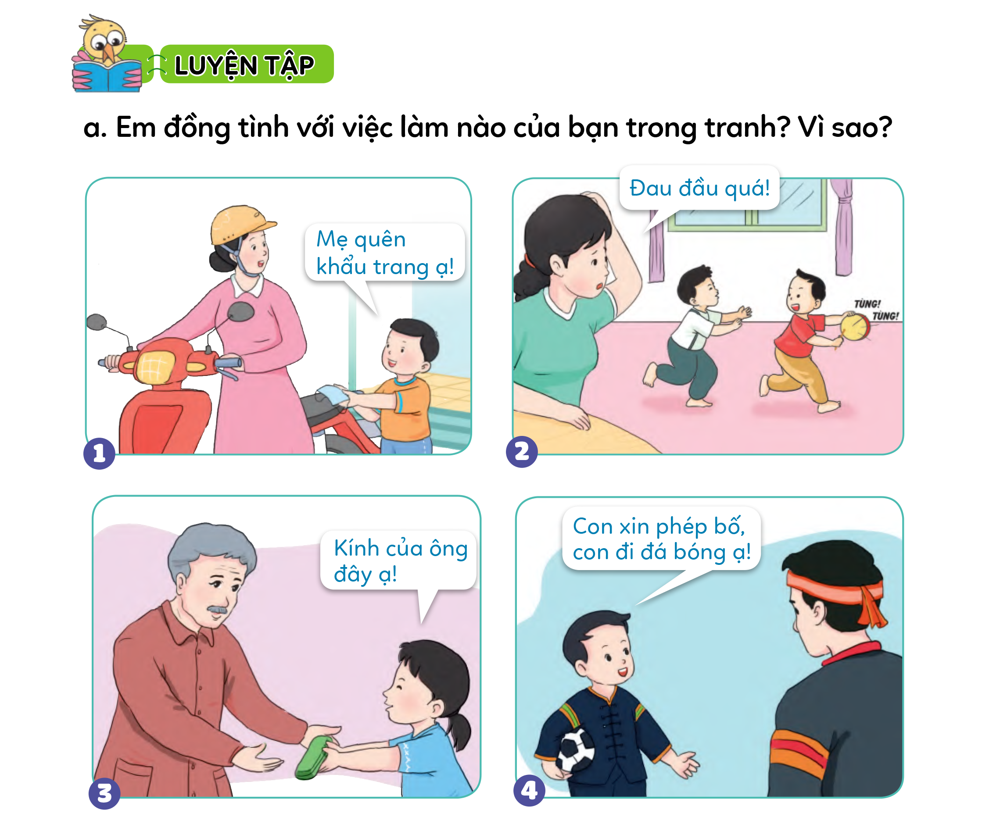 LUYỆN TẬP
a. Em đồng tình với việc làm nào của bạn trong tranh? Vì sao?
Mẹ quên
khẩu trang ạ!
1
Đau đầu quá!
TÙNG!
TÙNG!
2
Kính của ông
đây ạ!
3
Con xin phép bố,
con đi đá bóng ạ!
4